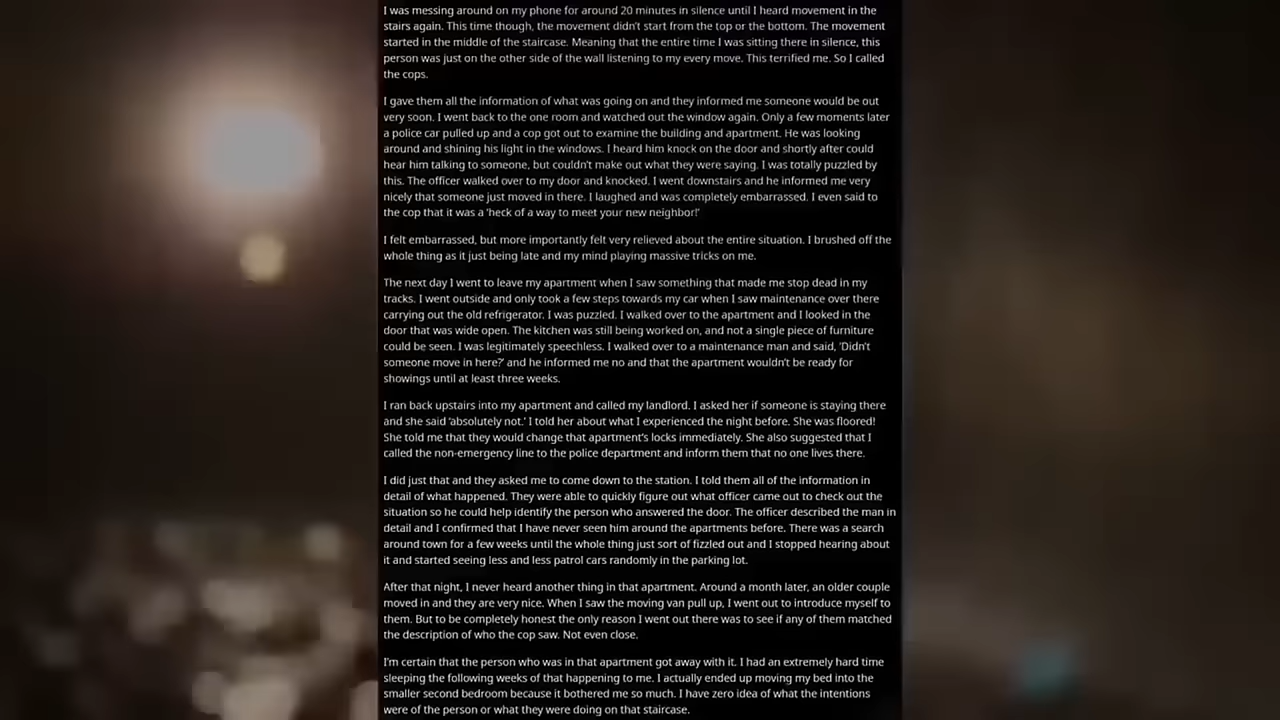 I was messing around on my phone for around 20 minutes in silence until I heard movement in the
stairs again. This time though, the movement didn't start from the top or the bottom. The movement
started in the middle of the staircase. Meaning that the entire time I was sitting there in silence, this
person was just on the other side of the wall listening to my every move. This terrified me. So I called
the cops.
I gave them all the information of what was going on and they informed me someone would be out
very soon. I went back to the one room and watched out the window again. Only a few moments later
a police car pulled up and a cop got out to examine the building and apartment. He was looking
around and shining his light in the windows. I heard him knock on the door and shortly after could
hear him talking to someone, but couldn't make out what they were saying. I was totally puzzled by
this. The officer walked over to my door and knocked. I went downstairs and he informed me very
nicely that someone just moved in there. I laughed and was completely embarrassed. I even said to
the cop that it was a 'heck of a way to meet your new neighbor!'
I felt embarrassed, but more importantly felt very relieved about the entire situation. I brushed off the
whole thing as it just being late and my mind playing massive tricks on me.
The next day I went to leave my apartment when I saw something that made me stop dead in my
tracks. I went outside and only took a few steps towards my car when I saw maintenance over there
carrying out the old refrigerator. I was puzzled. I walked over to the apartment and I looked in the
door that was wide open. The kitchen was still being worked on, and not a single piece of furniture
could be seen. I was legitimately speechless. I walked over to a maintenance man and said, 'Didn't
someone move in here?' and he informed me no and that the apartment wouldn't be ready for
showings until at least three weeks.
I ran back upstairs into my apartment and called my landlord. I asked her if someone is staying there
and she said 'absolutely not.' I told her about what I experienced the night before. She was floored!
She told me that they would change that apartment's locks immediately. She also suggested that I
called the non-emergency line to the police department and inform them that no one lives there.
I did just that and they asked me to come down to the station. I told them all of the information in
detail of what happened. They were able to quickly figure out what officer came out to check out the
situation so he could help identify the person who answered the door. The officer described the man in
detail and I confirmed that I have never seen him around the apartments before. There was a search
around town for a few weeks until the whole thing just sort of fizzled out and I stopped hearing about
it and started seeing less and less patrol cars randomly in the parking lot.
After that night, I never heard another thing in that apartment. Around a month later, an older couple
moved in and they are very nice. When I saw the moving van pull up, I went out to introduce myself to
them. But to be completely honest the only reason I went out there was to see if any of them matched
the description of who the cop saw. Not even close.
I'm certain that the person who was in that apartment got away with it. I had an extremely hard time
sleeping the following weeks of that happening to me. I actually ended up moving my bed into the
smaller second bedroom because it bothered me so much. I have zero idea of what the intentions
were of the person or what they were doing on that staircase.